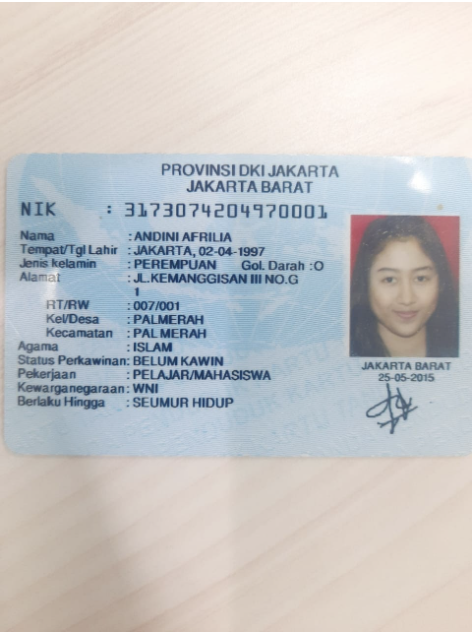 PROVINSI DKI JAKARTA
JAKARTA BARAT
NIK : 3173074204970001
Nama : ANDINI AFRILIA
Tempat/Tgl Lahir : JAKARTA, 02-04-1997
Jenis kelamin : PEREMPUAN Gol. Darah :O
Alamat : JL.KEMANGGISAN III NO.G
1
RT/RW : 007/001
Kel/Desa : PALMERAH
Kecamatan : PALMERAH
Agama : ISLAM
Status Perkawinan: BELUM KAWIN
Pekerjaan : PELAJAR/MAHASISWA
Kewarganegaraan: WNI
Berlaku Hingga : SEUMUR HIDUP
JAKARTA BARAT
25-05-2015